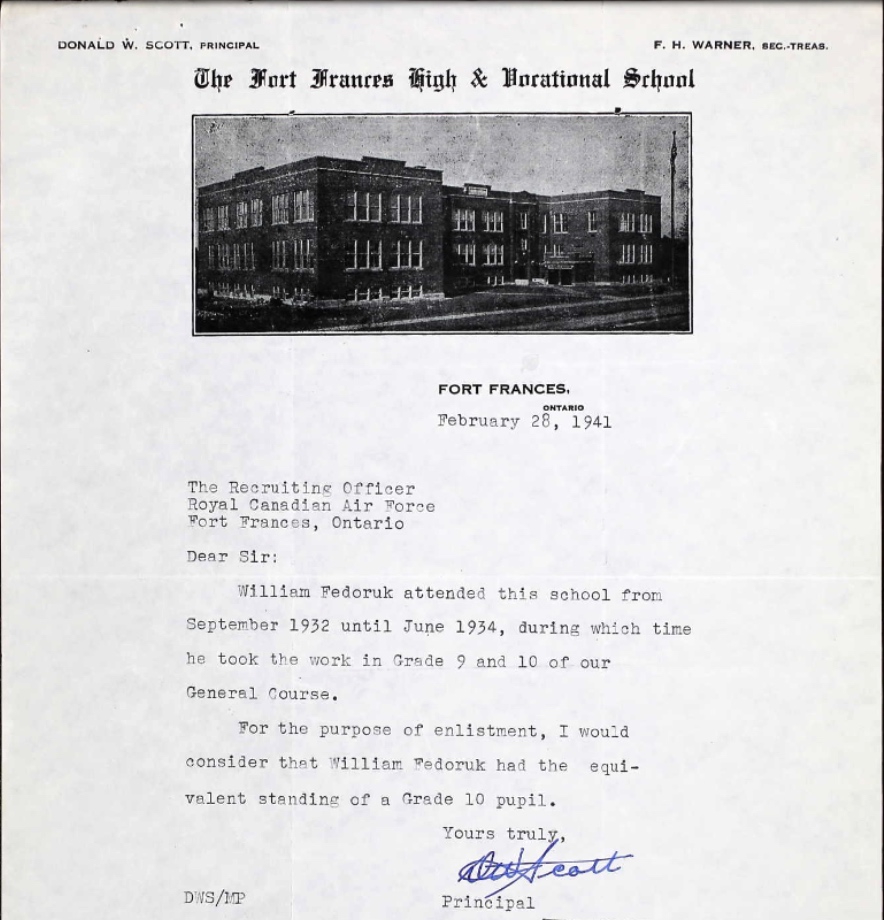 DONALD W. SCOTT, PRINCIPAL
F. H. WARNER, SEC.-TREAS.
The Fort Frances High & Vocational School
FORT FRANCES,
ONTARIO
February 28, 1941
The Recruiting Officer
Royal Canadian Air Force
Fort Frances, Ontario
Dear Sir:
William Fedoruk attended this school from
September 1932 until June 1934, during which time
he took the work in Grade 9 and 10 of our
General Course.
For the purpose of enlistment, I would
consider that William Fedoruk had the equi-
valent standing of a Grade 10 pupil.
Yours truly,
DW Scott
DWS/MP
Principal